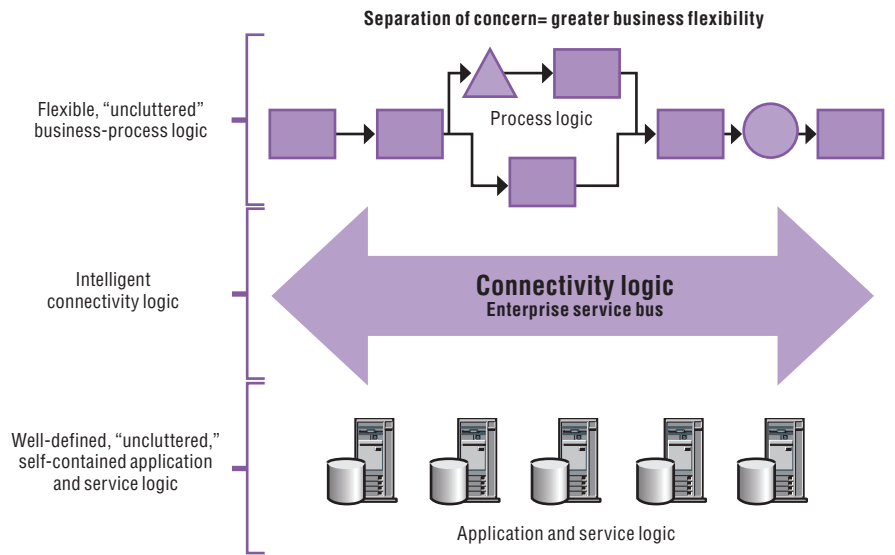 Separation of concern= greater business flexibility
Flexible, “uncluttered”
business-process logic
Process logic
Intelligent
connectivity logic
Connectivity logic
Enterprise service bus
Well-defined, “uncluttered,”
self-contained application
and service logic
Application and service logic